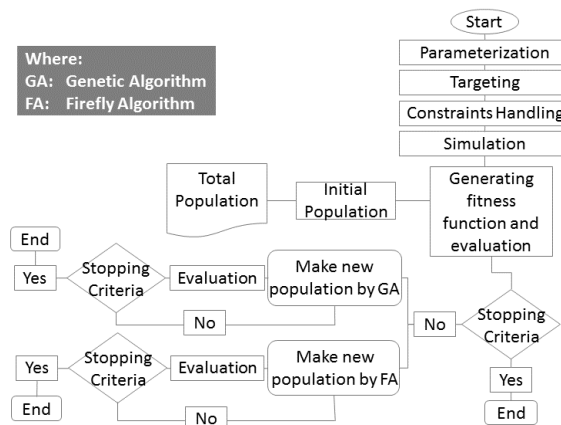 Start
Where:
GA: Genetic Algorithm
FA: Firefly Algorithm
Parameterization
Targeting
Constraints Handling
Simulation
Total
Population
Initial
Population
Generating
fitness
function and
evaluation
End
Yes
Stopping
Criteria
Evaluation
Make new
population by GA
No
No
Stopping
Criteria
Yes
Stopping
Criteria
Evaluation
Make new
population by FA
Yes
End
No
End